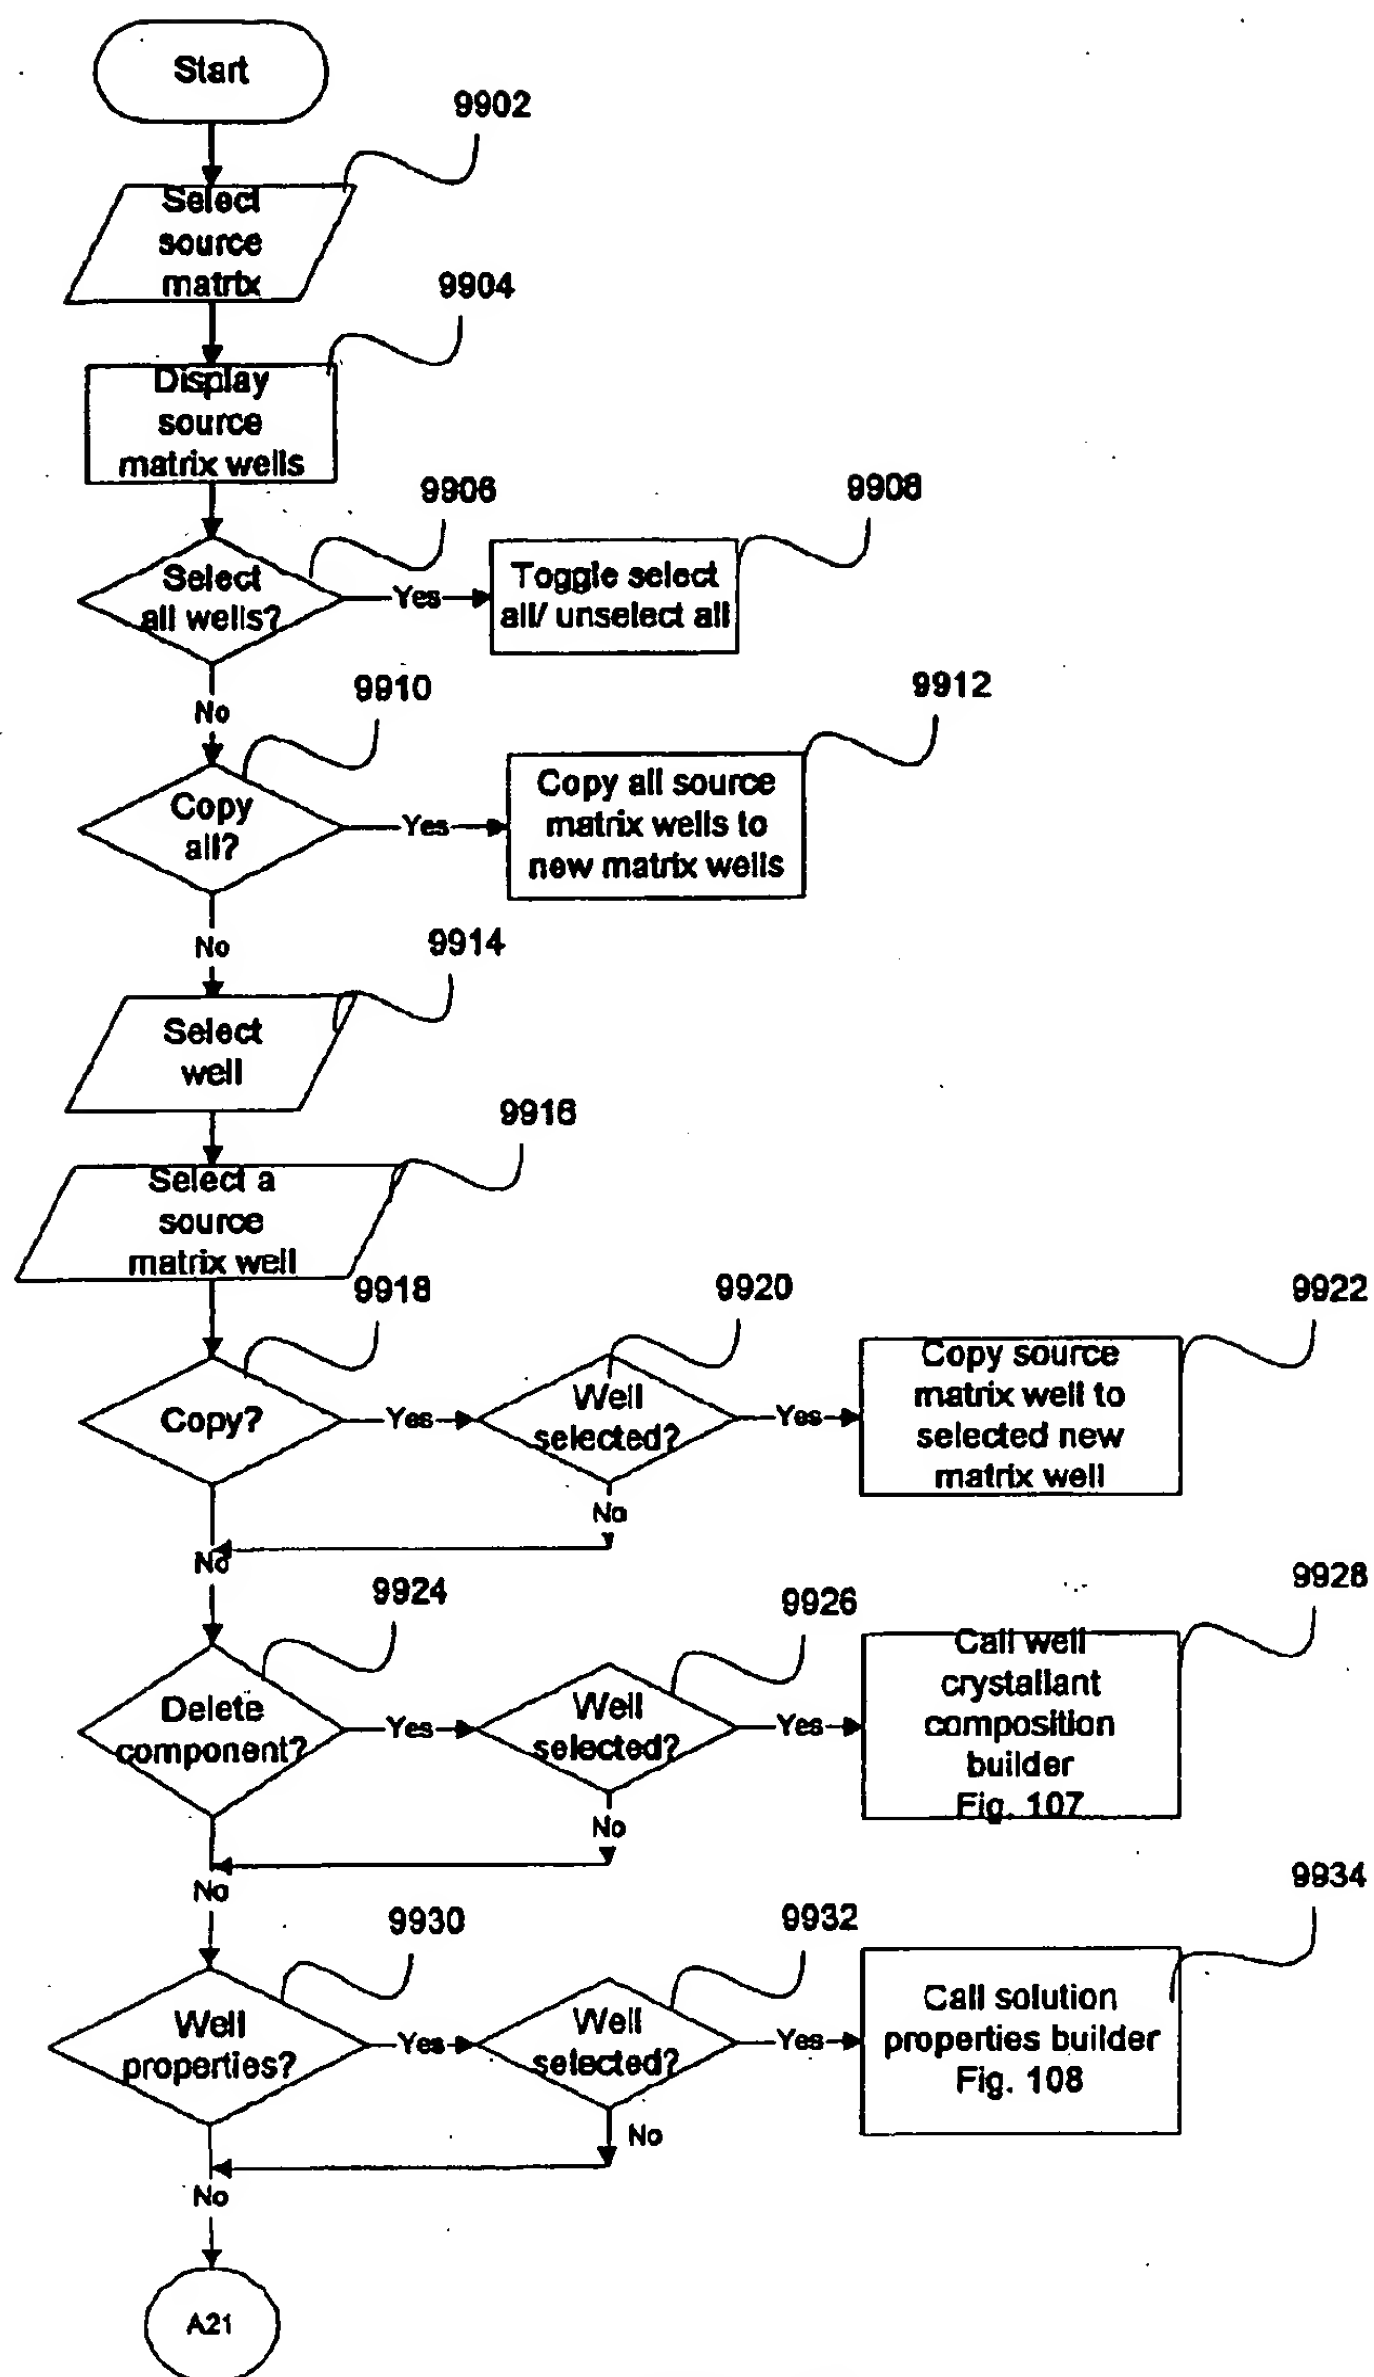 Start
9902
Select
source
matrix
9904
Display
source
matrix wells
9906
9908
Select
all wells?
Yes
Toggle select
all/ unselect all
No
9910
9912
Copy
all?
Yes
Copy all source
matrix wells to
new matrix wells
No
9914
Select
well
9916
Select a
source
matrix well
9918
9920
9922
Copy?
Yes
Well
selected?
Yes
Copy source
matrix well to
selected new
matrix well
No
No
9924
9926
9928
Delete
component?
Yes
Well
selected?
Yes
Call well
crystallant
composition
builder
Fig. 107
No
No
9930
9932
9934
Well
properties?
Yes
Well
selected?
Yes
Call solution
properties builder
Fig. 108
No
No
A21